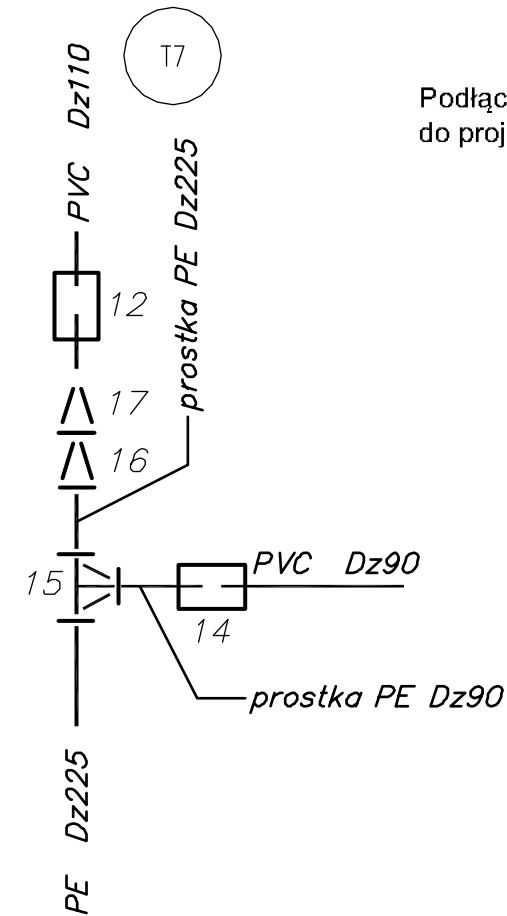 T7
PVC Dz110
Podłąc
do proj
prostka PE Dz225
12
17
16
15
PVC Dz90
14
prostka PE Dz90
PE Dz225